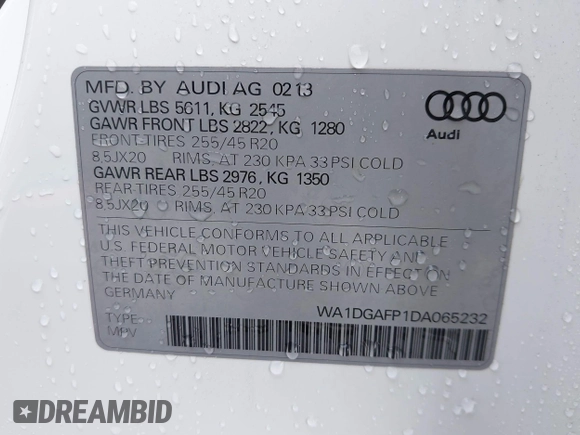 MFD. BY AUDI AG 0213
GVWR LBS 5611, KG 2545
GAWR FRONT LBS 2822, KG 1280
FRONT-TIRES 255/45 R20
8,5JX20 RIMS, AT 230 KPA 33 PSI COLD
GAWR REAR LBS 2976, KG 1350
REAR-TIRES 255/45 R20
8,5JX20 RIMS, AT 230 KPA 33 PSI COLD
Audi
THIS VEHICLE CONFORMS TO ALL APPLICABLE
U.S. FEDERAL MOTOR VEHICLE SAFETY AND
THEFT PREVENTION STANDARDS IN EFFECT ON
THE DATE OF MANUFACTURE SHOWN ABOVE
GERMANY
WA1DGAFP1DA065232
TYPE:
MPV
DREAMBID